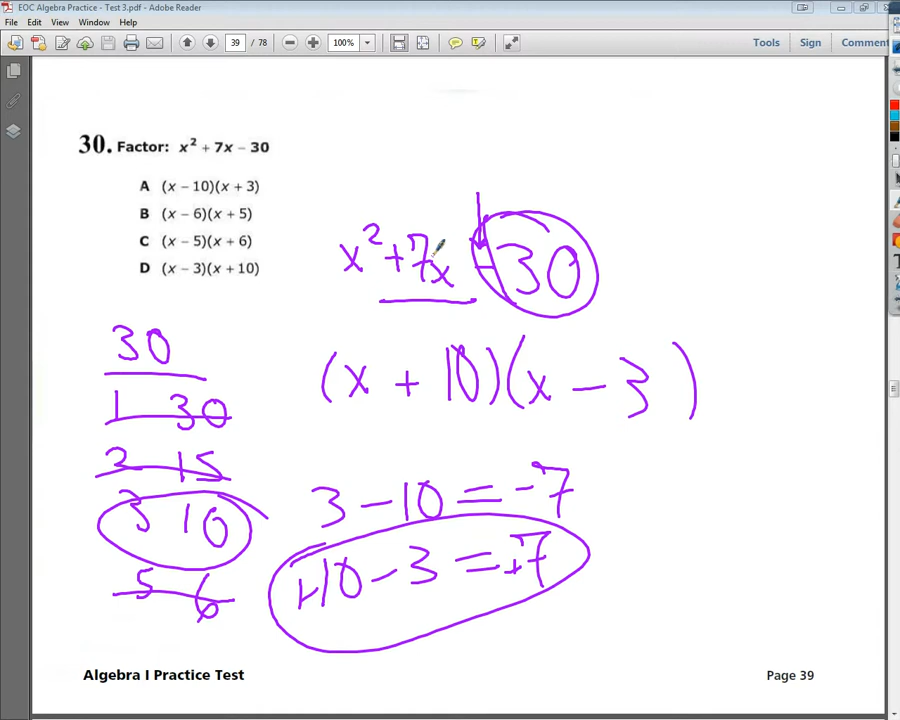 EOC Algebra Practice - Test 3.pdf - Adobe Reader
File Edit View Window Help
39 / 78 100% Tools Sign Comment
30. Factor: x² + 7x − 30
A (x − 10)(x + 3)
B (x − 6)(x + 5)
C (x − 5)(x + 6)
D (x − 3)(x + 10)
x² + 7x − 30
(x + 10)(x − 3)
30
1 30
2 15
3 10
5 6
3 − 10 = −7
+10 − 3 = +7
Algebra I Practice Test Page 39